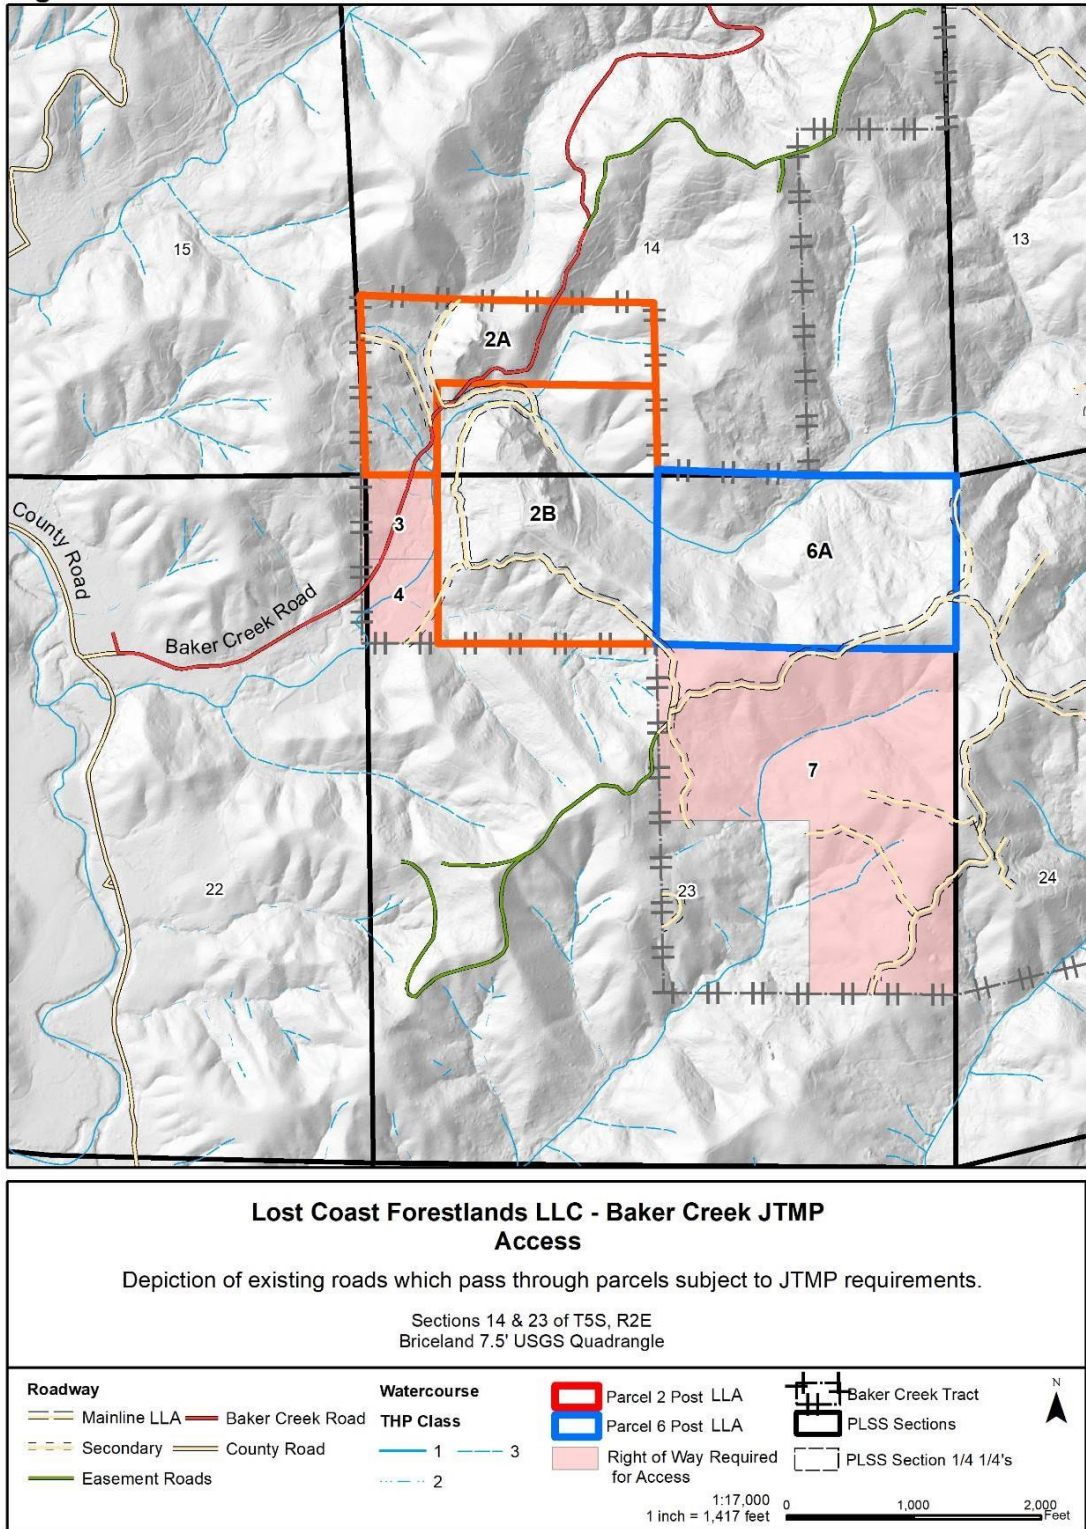 15
14
13
2A
2B
6A
3
4
County Road
Baker Creek Road
7
22
23
24
Lost Coast Forestlands LLC - Baker Creek JTMP
Access
Depiction of existing roads which pass through parcels subject to JTMP requirements.
Sections 14 & 23 of T5S, R2E
Briceland 7.5' USGS Quadrangle
Roadway
Mainline LLA
Baker Creek Road
Secondary
County Road
Easement Roads
Watercourse
THP Class
1
3
2
Parcel 2 Post LLA
Parcel 6 Post LLA
Right of Way Required
for Access
Baker Creek Tract
PLSS Sections
PLSS Section 1/4 1/4's
N
1:17,000
1 inch = 1,417 feet
0 1,000 2,000
Feet